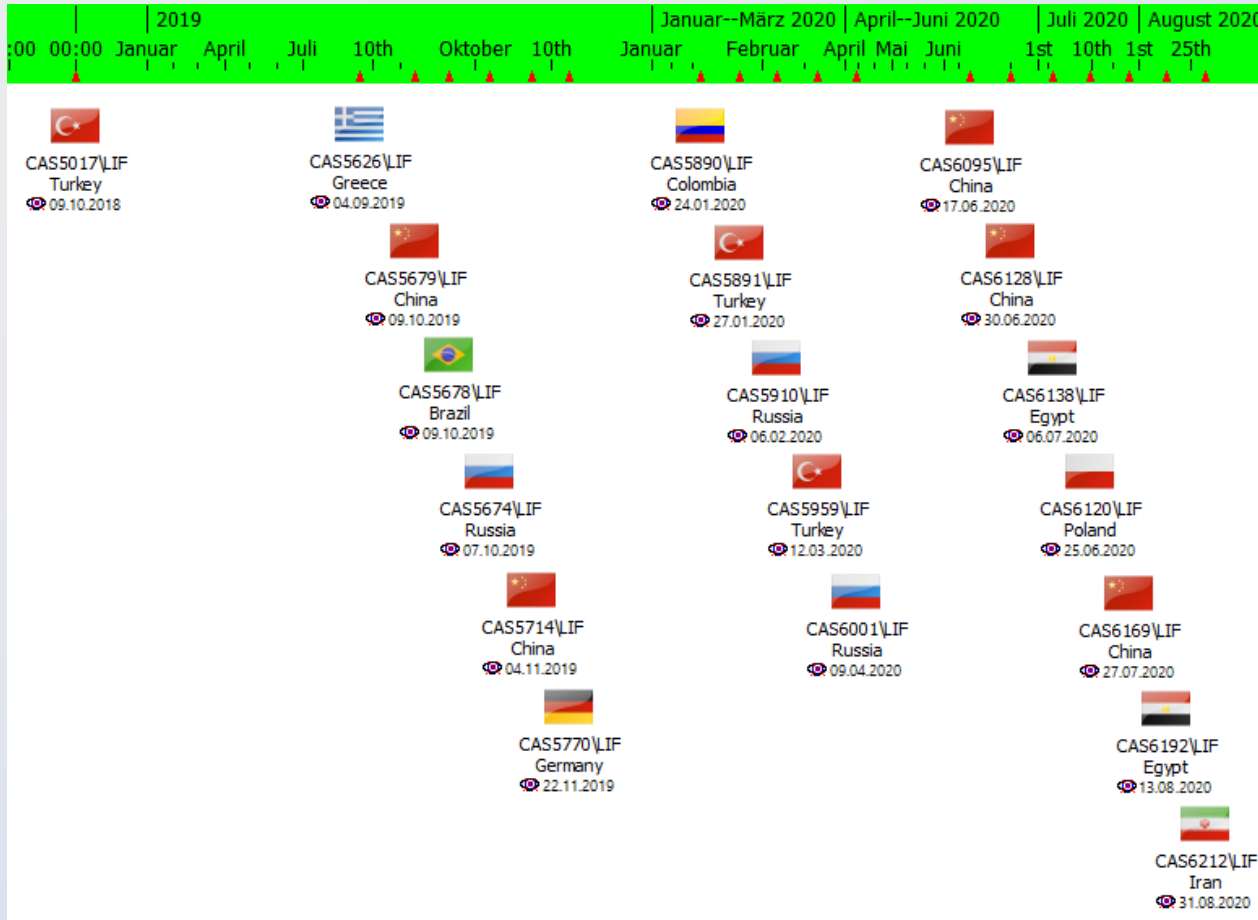 2019
Januar--März 2020
April--Juni 2020
Juli 2020
August 2020
:00 00:00 Januar April Juli 10th Oktober 10th Januar Februar April Mai Juni 1st 10th 1st 25th
CAS5017\LIF
Turkey
09.10.2018
CAS5626\LIF
Greece
04.09.2019
CAS5679\LIF
China
09.10.2019
CAS5678\LIF
Brazil
09.10.2019
CAS5674\LIF
Russia
07.10.2019
CAS5714\LIF
China
04.11.2019
CAS5770\LIF
Germany
22.11.2019
CAS5890\LIF
Colombia
24.01.2020
CAS5891\LIF
Turkey
27.01.2020
CAS5910\LIF
Russia
06.02.2020
CAS5959\LIF
Turkey
12.03.2020
CAS6001\LIF
Russia
09.04.2020
CAS6095\LIF
China
17.06.2020
CAS6128\LIF
China
30.06.2020
CAS6138\LIF
Egypt
06.07.2020
CAS6120\LIF
Poland
25.06.2020
CAS6169\LIF
China
27.07.2020
CAS6192\LIF
Egypt
13.08.2020
CAS6212\LIF
Iran
31.08.2020